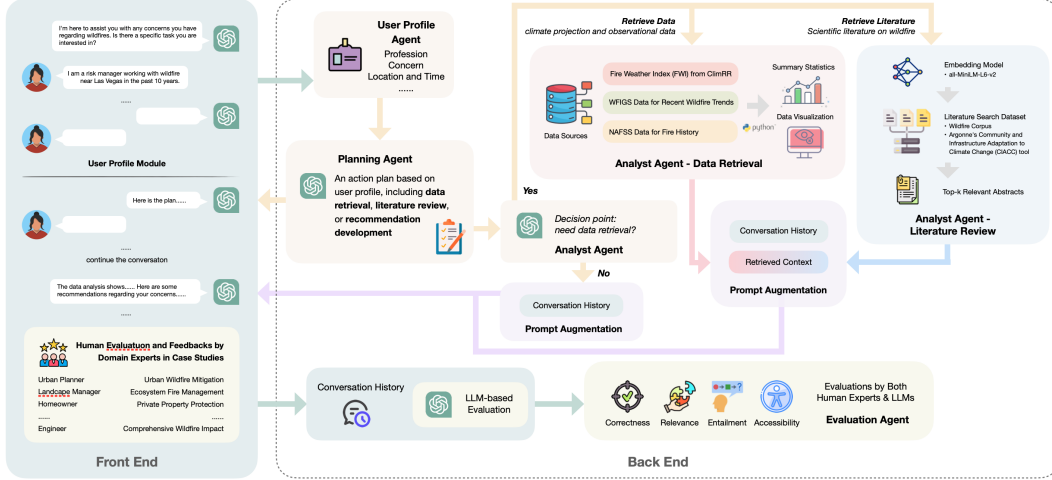 I'm here to assist you with any concerns you have
regarding wildfires. Is there a specific task you are
interested in?
I am a risk manager working with wildfire
near Las Vegas in the past 10 years.
......
User Profile Module
Here is the plan......
......
continue the conversaton
The data analysis shows...... Here are some
recommendations regarding your concerns......
......
Human Evaluation and Feedbacks by
Domain Experts in Case Studies
Urban Planner Urban Wildfire Mitigation
Landcape Manager Ecosystem Fire Management
Homeowner Private Property Protection
...... ......
Engineer Comprehensive Wildfire Impact
Front End
User Profile
Agent
Profession
Concern
Location and Time
......
Planning Agent
An action plan based on
user profile, including data
retrieval, literature review,
or recommendation
development
Yes
Decision point:
need data retrieval?
Analyst Agent
No
Conversation History
Prompt Augmentation
Retrieve Data
climate projection and observational data
Data Sources
Fire Weather Index (FWI) from ClimRR
WFIGS Data for Recent Wildfire Trends
NAFSS Data for Fire History
python
Summary Statistics
Data Visualization
Analyst Agent - Data Retrieval
Retrieve Literature
Scientific literature on wildfire
Embedding Model
• all-MiniLM-L6-v2
Literature Search Dataset
• Wildfire Corpus
• Argonne's Community and
Infrastructure Adaptation to
Climate Change (CIACC) tool
Top-k Relevant Abstracts
Analyst Agent -
Literature Review
Conversation History
Retrieved Context
Prompt Augmentation
Conversation History
LLM-based
Evaluation
Correctness
Relevance
Entailment
Accessibility
Evaluations by Both
Human Experts & LLMs
Evaluation Agent
Back End